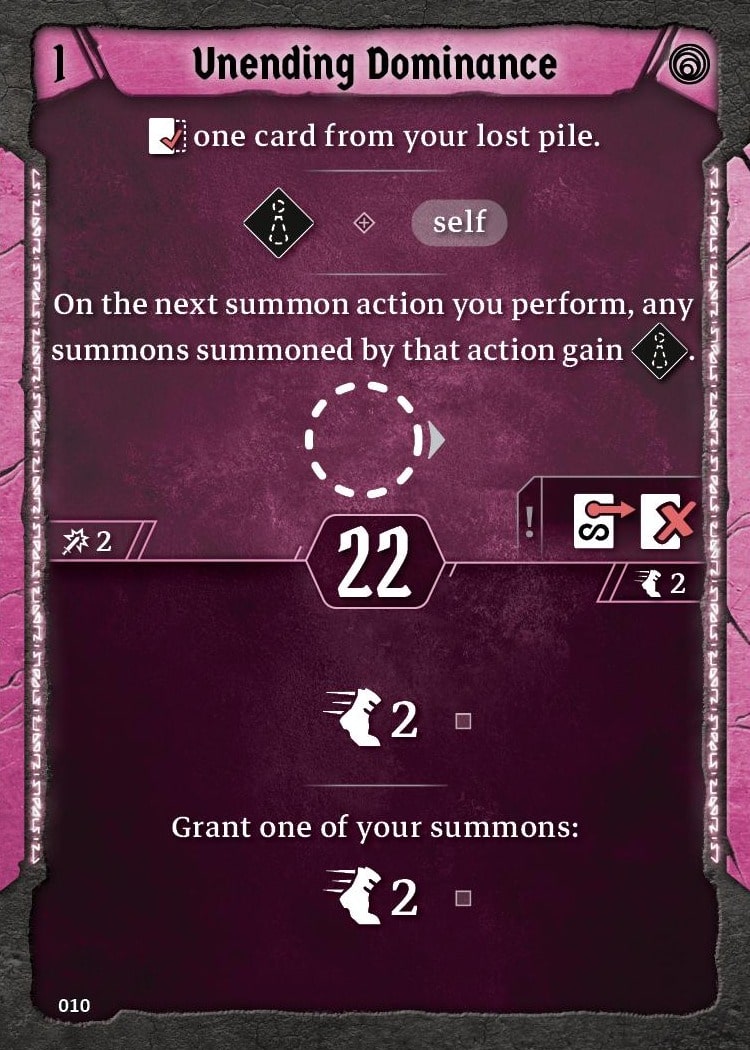 1
Unending Dominance
one card from your lost pile.
self
On the next summon action you perform, any
summons summoned by that action gain .
!
2
22
2
2
Grant one of your summons:
2
010